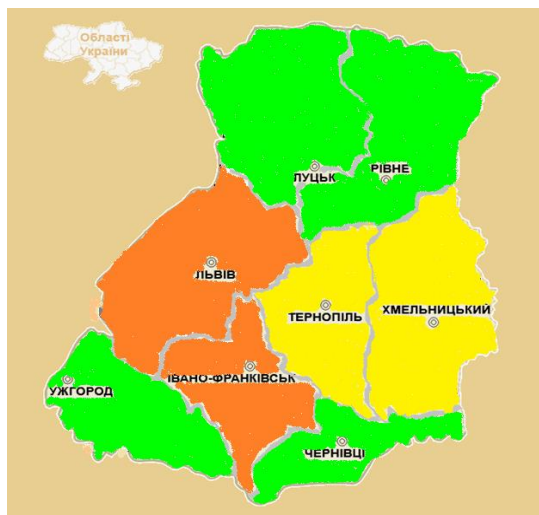 Області
України
ЛУЦЬК
РІВНЕ
ЛЬВІВ
ТЕРНОПІЛЬ
ХМЕЛЬНИЦЬКИЙ
ІВАНО-ФРАНКІВСЬК
УЖГОРОД
ЧЕРНІВЦІ